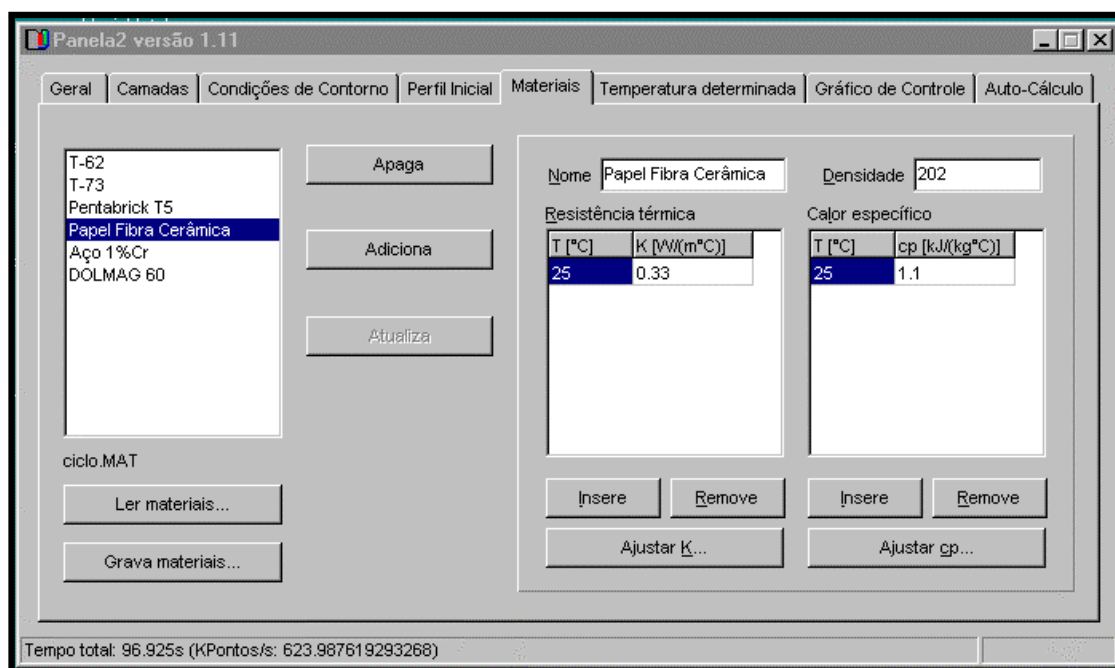 Panela2 versão 1.11
Geral
Camadas
Condições de Contorno
Perfil Inicial
Materiais
Temperatura determinada
Gráfico de Controle
Auto-Cálculo
T-62
T-73
Pentabrick T5
Papel Fibra Cerâmica
Aço 1%Cr
DOLMAG 60
ciclo.MAT
Ler materiais...
Grava materiais...
Apaga
Adiciona
Atualiza
Nome Papel Fibra Cerâmica
Densidade 202
Resistência térmica
T [°C] K [W/(m°C)]
25 0.33
Insere Remove
Ajustar K...
Calor específico
T [°C] cp [kJ/(kg°C)]
25 1.1
Insere Remove
Ajustar cp...
Tempo total: 96.925s (KPontos/s: 623.987619293268)